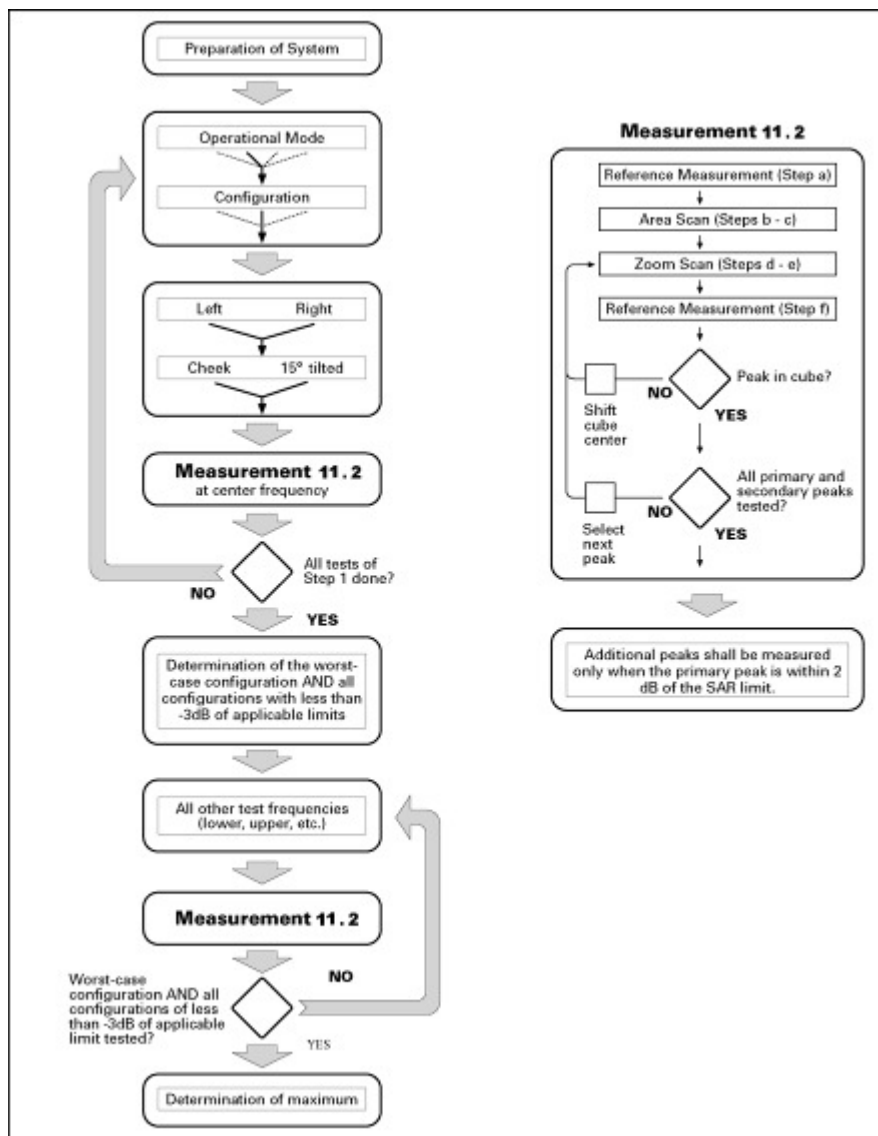 Preparation of System
Operational Mode
Configuration
Left Right
Cheek 15° tilted
Measurement 11.2
at center frequency
All tests of
Step 1 done?
NO
YES
Determination of the worst-
case configuration AND all
configurations with less than
-3dB of applicable limits
All other test frequencies
(lower, upper, etc.)
Measurement 11.2
NO
Worst-case
configuration AND all
configurations of less
than -3dB of applicable
limit tested?
YES
Determination of maximum
Measurement 11.2
Reference Measurement (Step a)
Area Scan (Steps b - c)
Zoom Scan (Steps d - e)
Reference Measurement (Step f)
Peak in cube?
NO
YES
Shift
cube
center
All primary and
secondary peaks
tested?
NO
YES
Select
next
peak
Additional peaks shall be measured
only when the primary peak is within 2
dB of the SAR limit.